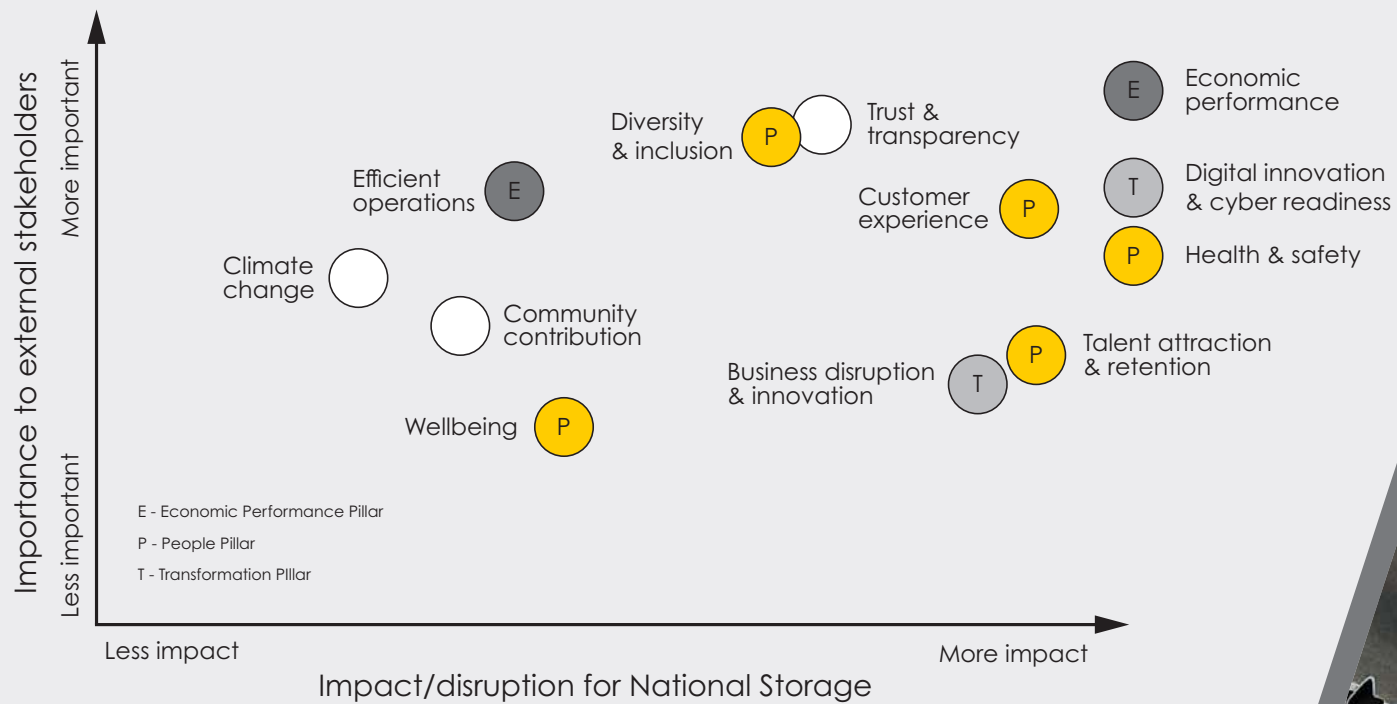 Importance to external stakeholders
More important
Less important
E
Economic
performance
Diversity
& inclusion
P
Trust &
transparency
Efficient
operations
E
T
Digital innovation
& cyber readiness
Customer
experience
P
P
Health & safety
Climate
change
Community
contribution
Business disruption
& innovation
T
P
Talent attraction
& retention
Wellbeing
P
E - Economic Performance Pillar
P - People Pillar
T - Transformation PIllar
Less impact
More impact
Impact/disruption for National Storage